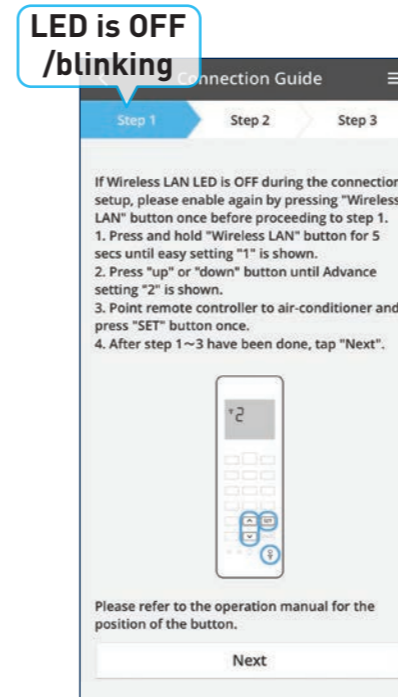 LED is OFF
/blinking
Connection Guide
Step 1 Step 2 Step 3
If Wireless LAN LED is OFF during the connection
setup, please enable again by pressing "Wireless
LAN" button once before proceeding to step 1.
1. Press and hold "Wireless LAN" button for 5
secs until easy setting "1" is shown.
2. Press "up" or "down" button until Advance
setting "2" is shown.
3. Point remote controller to air-conditioner and
press "SET" button once.
4. After step 1~3 have been done, tap "Next".
2
SET
Please refer to the operation manual for the
position of the button.
Next